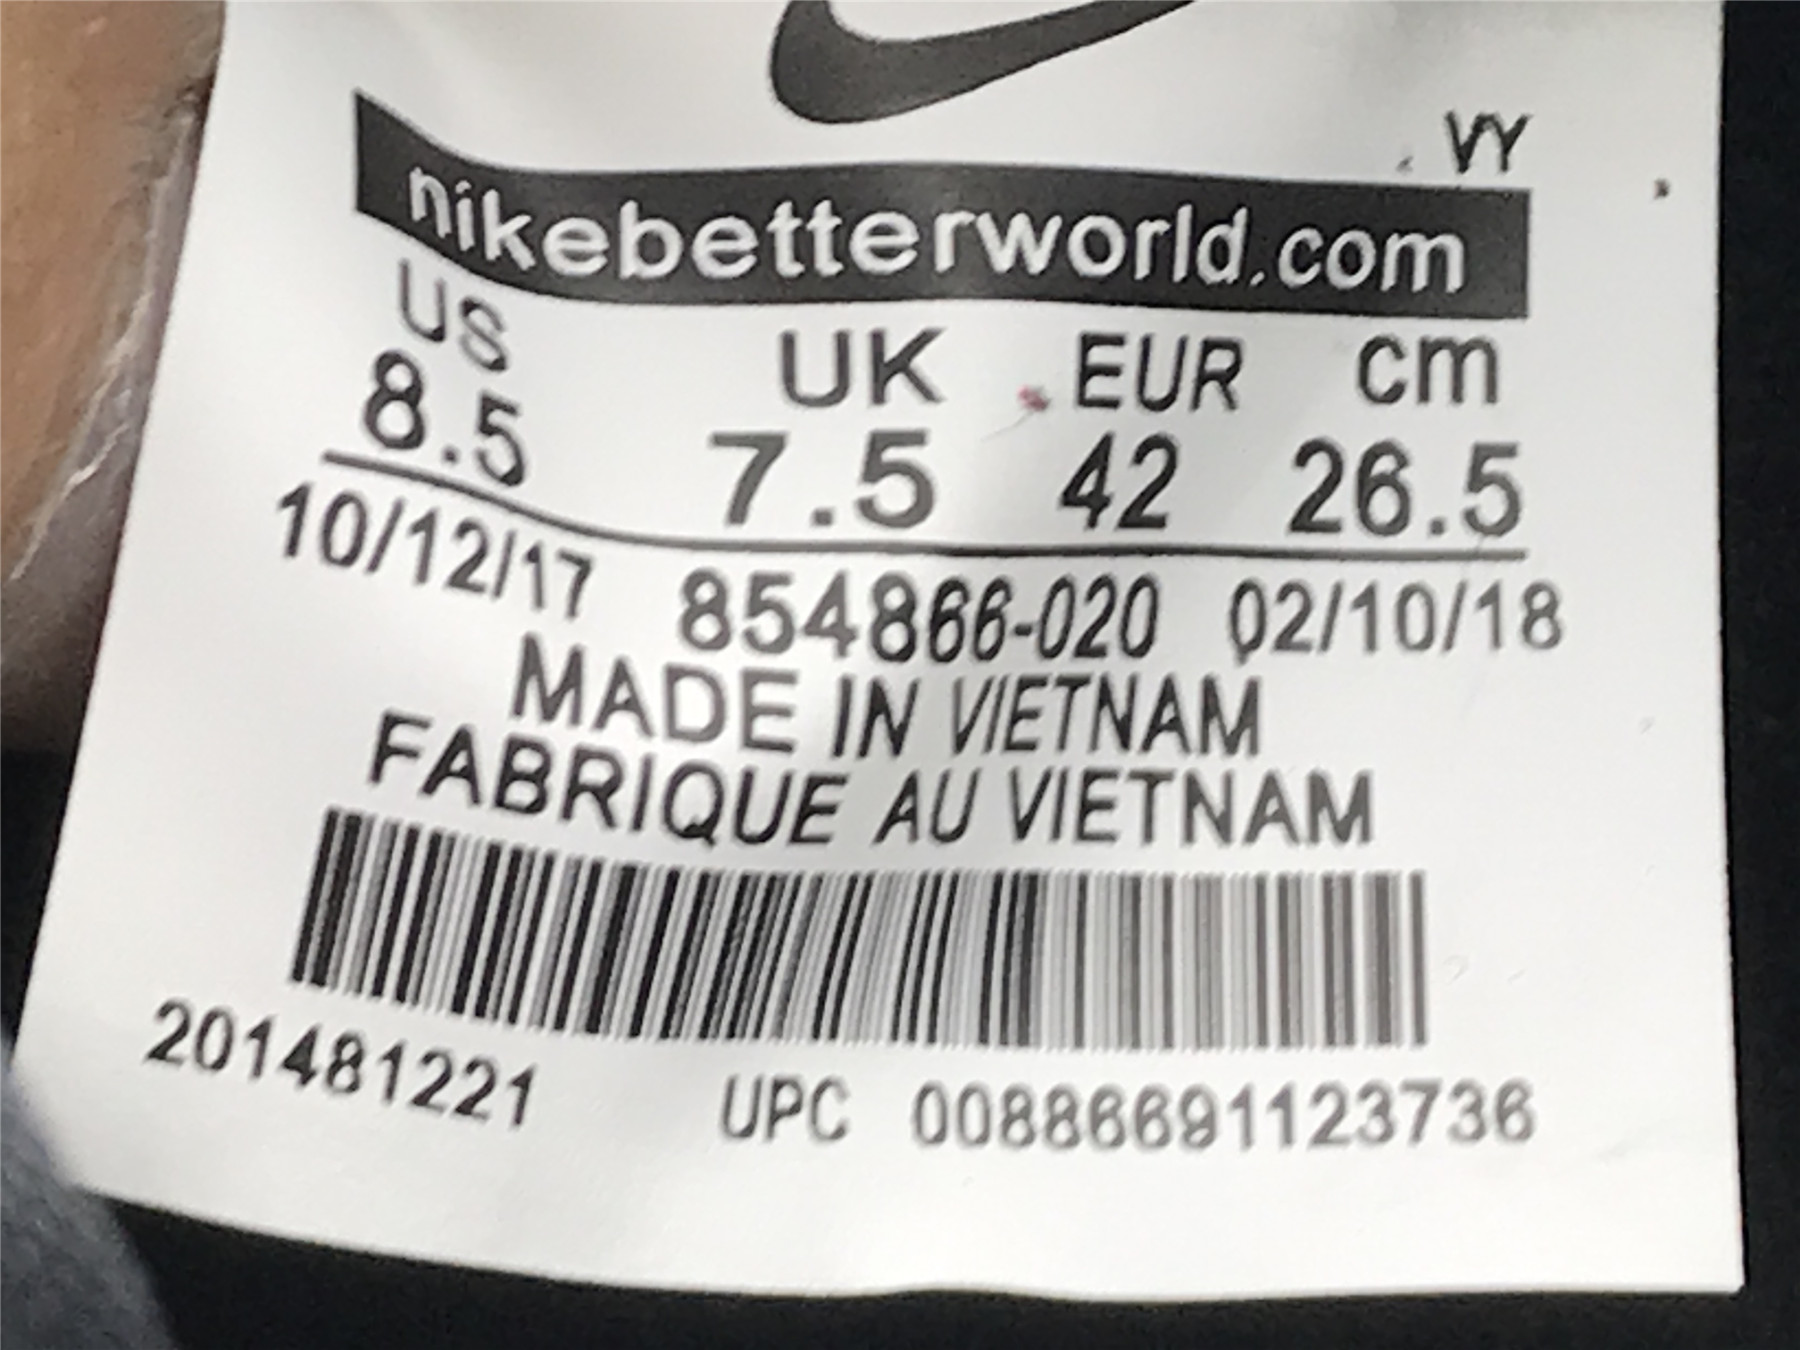 VY
nikebetterworld.com
US UK EUR cm
8.5 7.5 42 26.5
10/12/17 854866-020 02/10/18
MADE IN VIETNAM
FABRIQUE AU VIETNAM
201481221 UPC 00886691123736